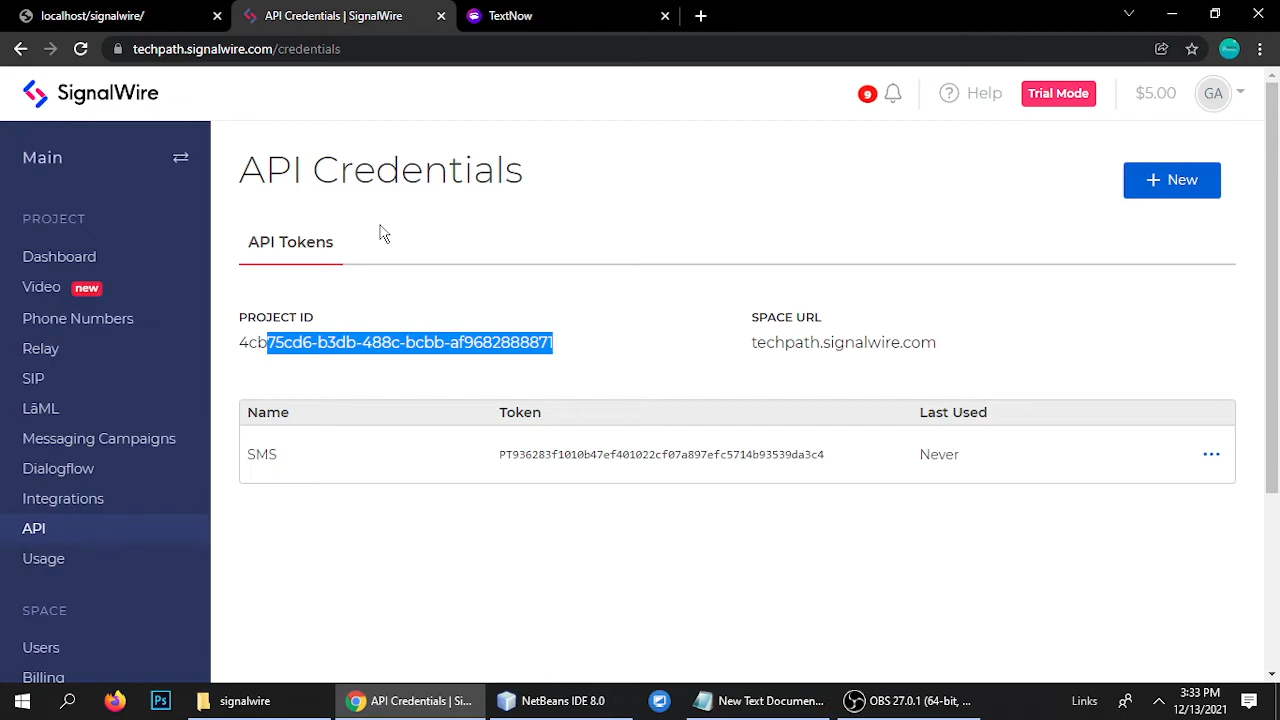 localhost/signalwire/
API Credentials | SignalWire
TextNow
techpath.signalwire.com/credentials
SignalWire
9
Help
Trial Mode
$5.00
GA
Main
PROJECT
Dashboard
Video new
Phone Numbers
Relay
SIP
LāML
Messaging Campaigns
Dialogflow
Integrations
API
Usage
SPACE
Users
Billing
API Credentials
+ New
API Tokens
PROJECT ID
4cb75cd6-b3db-488c-bcbb-af9682888871
SPACE URL
techpath.signalwire.com
Name Token Last Used
SMS PT936283f1010b47ef401022cf07a897efc5714b93539da3c4 Never
Ps
signalwire
API Credentials | Si...
NetBeans IDE 8.0
New Text Documen...
OBS 27.0.1 (64-bit, ...
Links
3:33 PM
12/13/2021